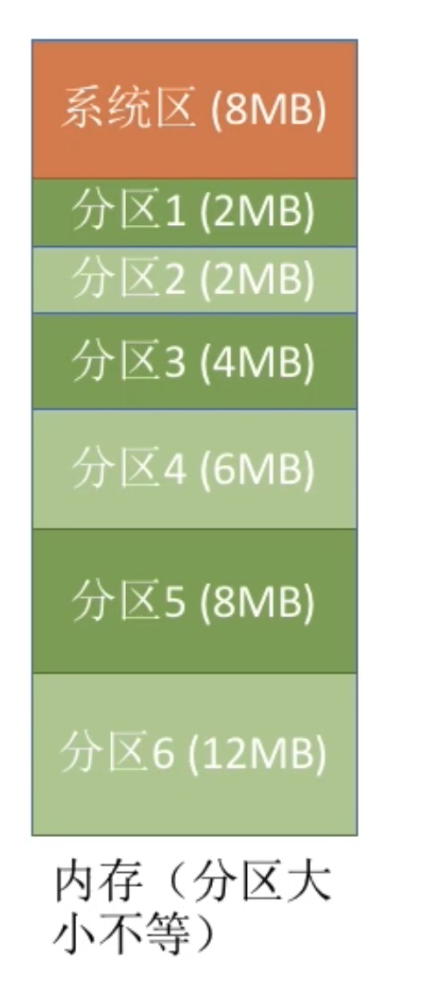 系统区 (8MB)
分区1 (2MB)
分区2 (2MB)
分区3 (4MB)
分区4 (6MB)
分区5 (8MB)
分区6 (12MB)
内存（分区大
小不等）